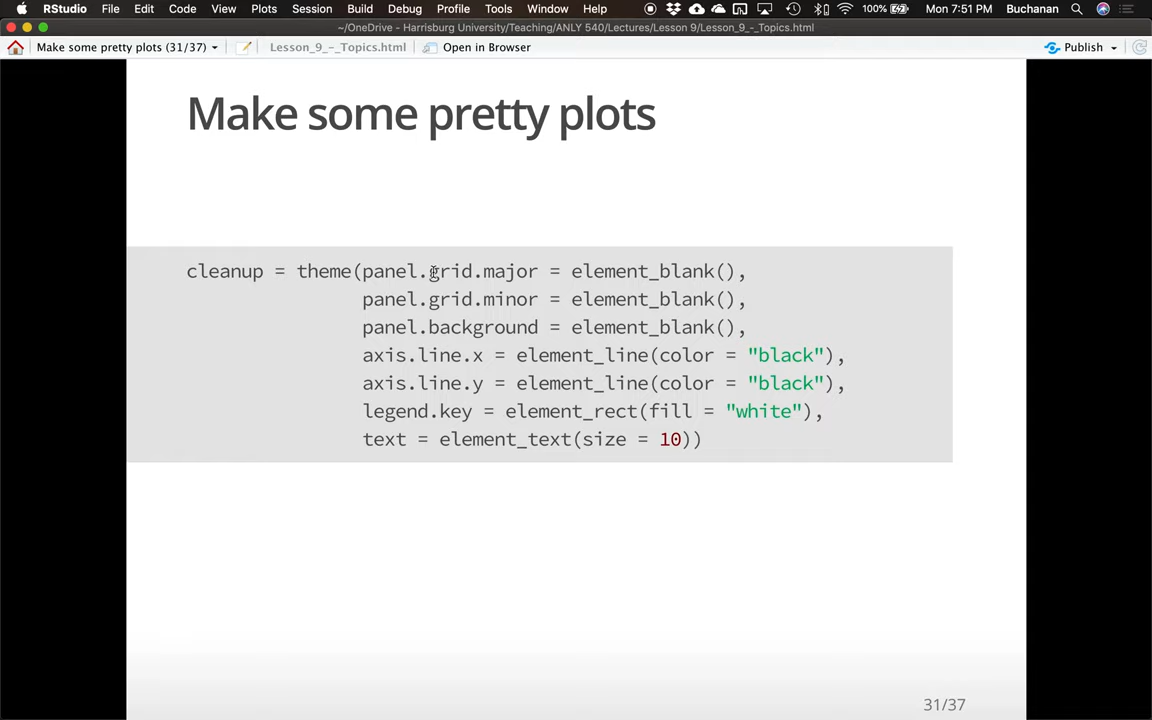 RStudio File Edit Code View Plots Session Build Debug Profile Tools Window Help 100% Mon 7:51 PM Buchanan
~/OneDrive - Harrisburg University/Teaching/ANLY 540/Lectures/Lesson 9/Lesson_9_-_Topics.html
Make some pretty plots (31/37) Lesson_9_-_Topics.html Open in Browser Publish
Make some pretty plots
cleanup = theme(panel.grid.major = element_blank(),
panel.grid.minor = element_blank(),
panel.background = element_blank(),
axis.line.x = element_line(color = "black"),
axis.line.y = element_line(color = "black"),
legend.key = element_rect(fill = "white"),
text = element_text(size = 10))
31/37